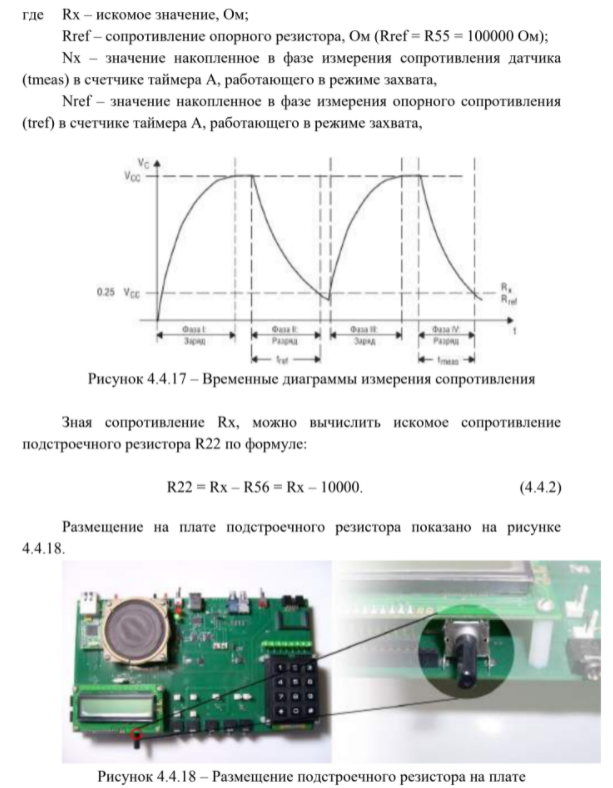 где Rx – искомое значение, Ом;
Rref – сопротивление опорного резистора, Ом (Rref = R55 = 100000 Ом);
Nx – значение накопленное в фазе измерения сопротивления датчика
(tmeas) в счетчике таймера А, работающего в режиме захвата,
Nref – значение накопленное в фазе измерения опорного сопротивления
(tref) в счетчике таймера А, работающего в режиме захвата,
VC
VCC
0.25 VCC
Rx
Rref
Фаза I: Фаза II: Фаза III: Фаза IV:
Заряд Разряд Заряд Разряд
t
tref tmeas
Рисунок 4.4.17 – Временные диаграммы измерения сопротивления
Зная сопротивление Rx, можно вычислить искомое сопротивление
подстроечного резистора R22 по формуле:
R22 = Rx – R56 = Rx – 10000. (4.4.2)
Размещение на плате подстроечного резистора показано на рисунке
4.4.18.
Рисунок 4.4.18 – Размещение подстроечного резистора на плате